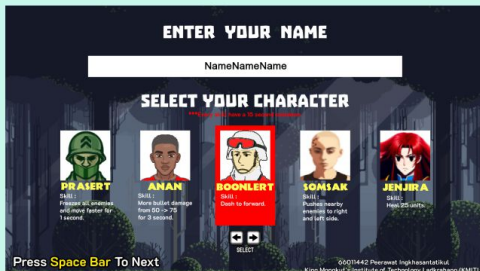 ENTER YOUR NAME
NameNameName
SELECT YOUR CHARACTER
PRASERT
ANAN
BOONLERT
SOMSAK
JENJIRA
Skill :
Freezes all enemies
and move faster for
1 second.
Skill :
More bullet damage
from 50 -> 75
for 3 second.
Skill :
Dash to forward.
Skill :
Pushes nearby
enemies to right
and left side.
Skill :
Heal 25 units.
SELECT
Press Space Bar To Next
66011442 Peerawat Ingkhasantatikul
King Mongkut's Institute of Technology Ladkrabang (KMITL)